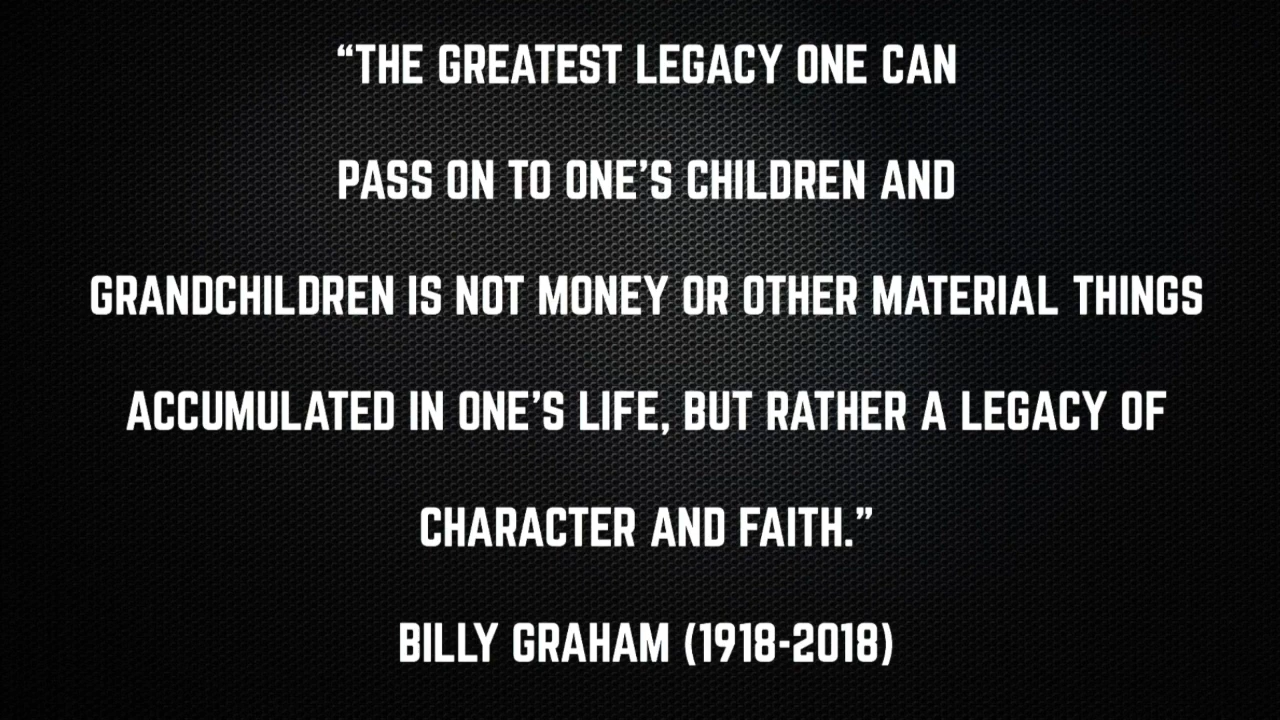 “THE GREATEST LEGACY ONE CAN
PASS ON TO ONE’S CHILDREN AND
GRANDCHILDREN IS NOT MONEY OR OTHER MATERIAL THINGS
ACCUMULATED IN ONE’S LIFE, BUT RATHER A LEGACY OF
CHARACTER AND FAITH.”
BILLY GRAHAM (1918-2018)